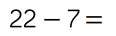 22 − 7 =